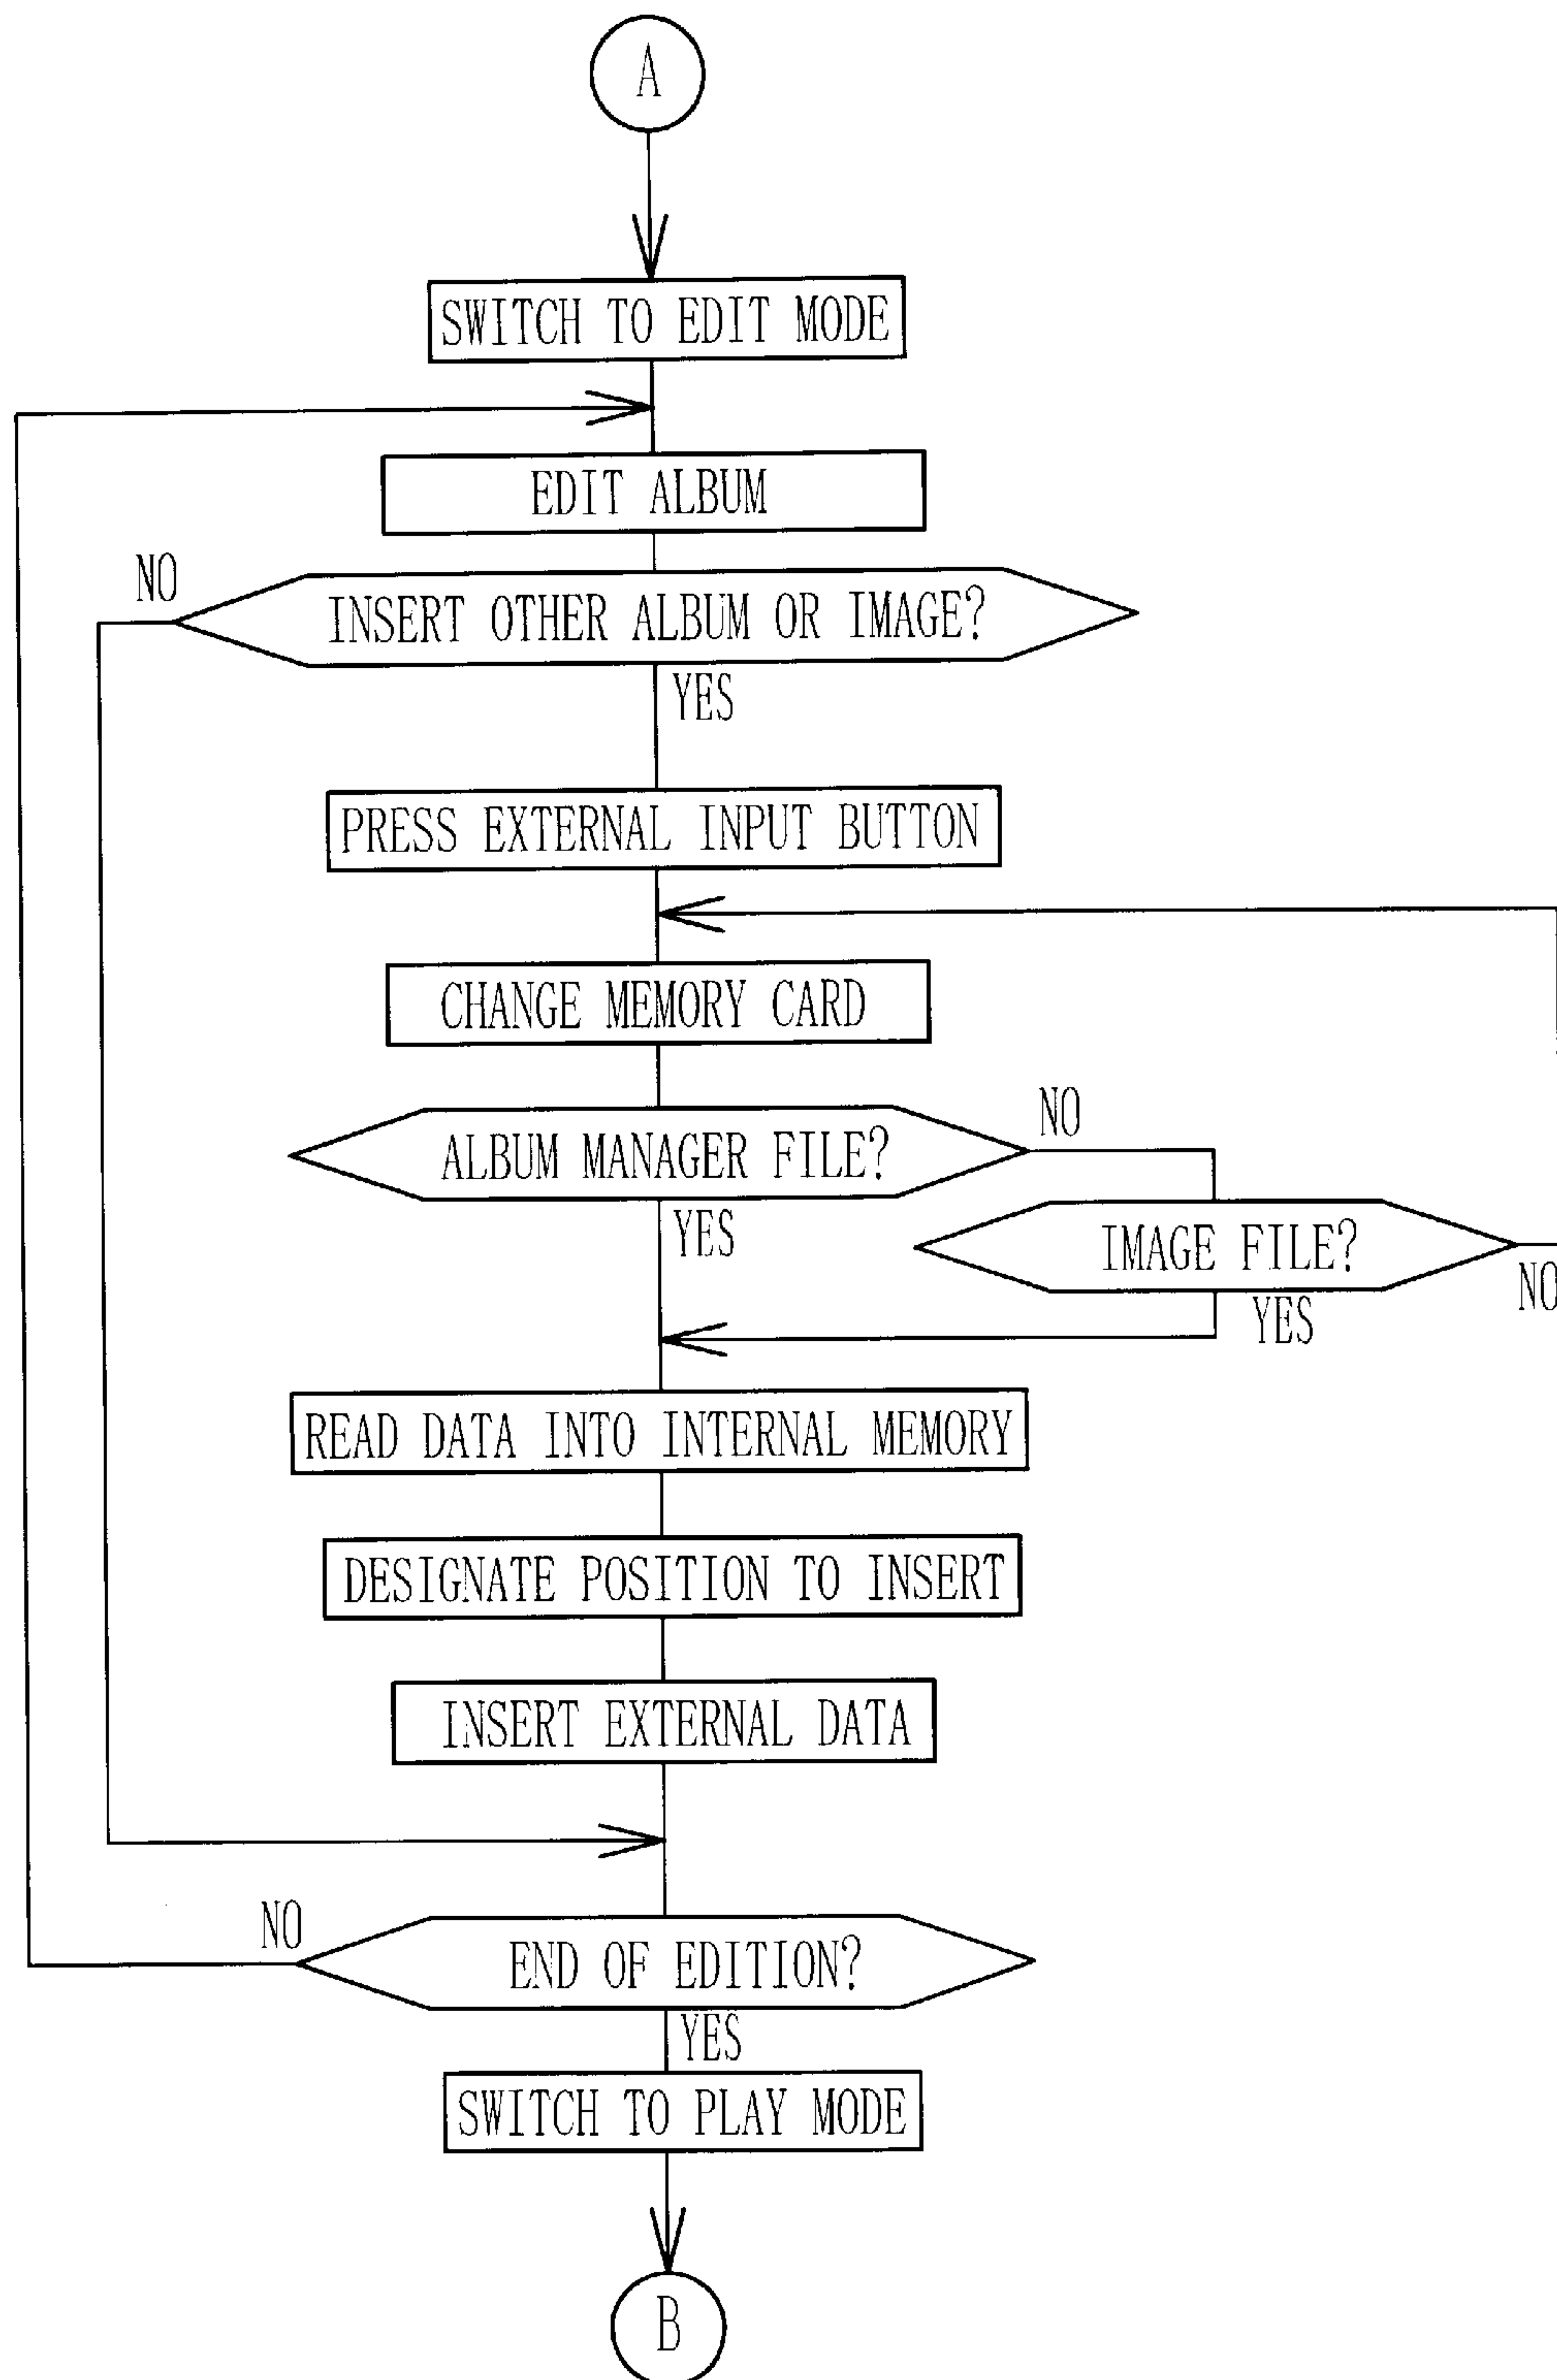 A
SWITCH TO EDIT MODE
EDIT ALBUM
NO
INSERT OTHER ALBUM OR IMAGE?
YES
PRESS EXTERNAL INPUT BUTTON
CHANGE MEMORY CARD
NO
ALBUM MANAGER FILE?
YES
IMAGE FILE?
NO
YES
READ DATA INTO INTERNAL MEMORY
DESIGNATE POSITION TO INSERT
INSERT EXTERNAL DATA
NO
END OF EDITION?
YES
SWITCH TO PLAY MODE
B